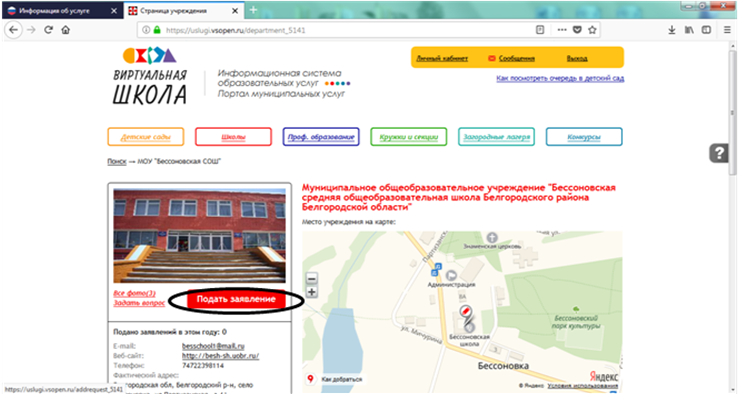 Информация об услуге
Страница учреждения
https://uslugi.vsopen.ru/department_5141
ВИРТУАЛЬНАЯ
ШКОЛА
Информационная система
образовательных услуг
Портал муниципальных услуг
Личный кабинет
Сообщения
Выход
Как посмотреть очередь в детский сад
Детские сады
Школы
Проф. образование
Кружки и секции
Загородные лагеря
Конкурсы
?
Поиск → МОУ "Бессоновская СОШ"
Муниципальное общеобразовательное учреждение "Бессоновская
средняя общеобразовательная школа Белгородского района
Белгородской области"
Место учреждения на карте:
Все фото(3)
Задать вопрос
Подать заявление
Подано заявлений в этом году: 0
E-mail: besschool1@mail.ru
Веб-сайт: http://besh-sh.uobr.ru/
Телефон: 74722398114
Фактический адрес:
Белгородская обл, Белгородский р-н, село
https://uslugi.vsopen.ru/addrequest_5141
Партизанск
Знаменская церковь
Администрация
8А
ул. Мичурина
Бессоновская
школа
Бессоновский
парк культуры
Бессоновка
Как добраться
Яндекс
© Яндекс Условия использования